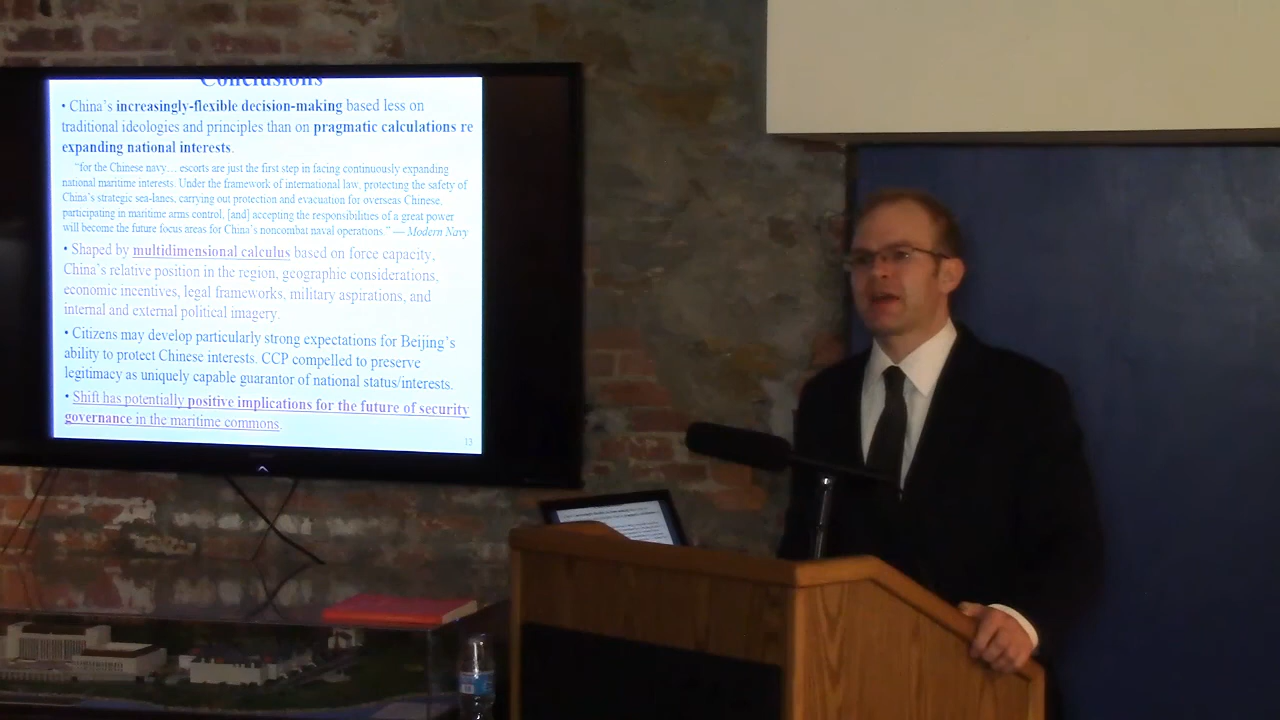 Conclusions
• China's increasingly-flexible decision-making based less on
traditional ideologies and principles than on pragmatic calculations re
expanding national interests.
"for the Chinese navy… escorts are just the first step in facing continuously expanding
national maritime interests. Under the framework of international law, protecting the safety of
China's strategic sea-lanes, carrying out protection and evacuation for overseas Chinese,
participating in maritime arms control, [and] accepting the responsibilities of a great power
will become the future focus areas for China's noncombat naval operations." — Modern Navy
• Shaped by multidimensional calculus based on force capacity,
China's relative position in the region, geographic considerations,
economic incentives, legal frameworks, military aspirations, and
internal and external political imagery.
• Citizens may develop particularly strong expectations for Beijing's
ability to protect Chinese interests. CCP compelled to preserve
legitimacy as uniquely capable guarantor of national status/interests.
• Shift has potentially positive implications for the future of security
governance in the maritime commons.
13